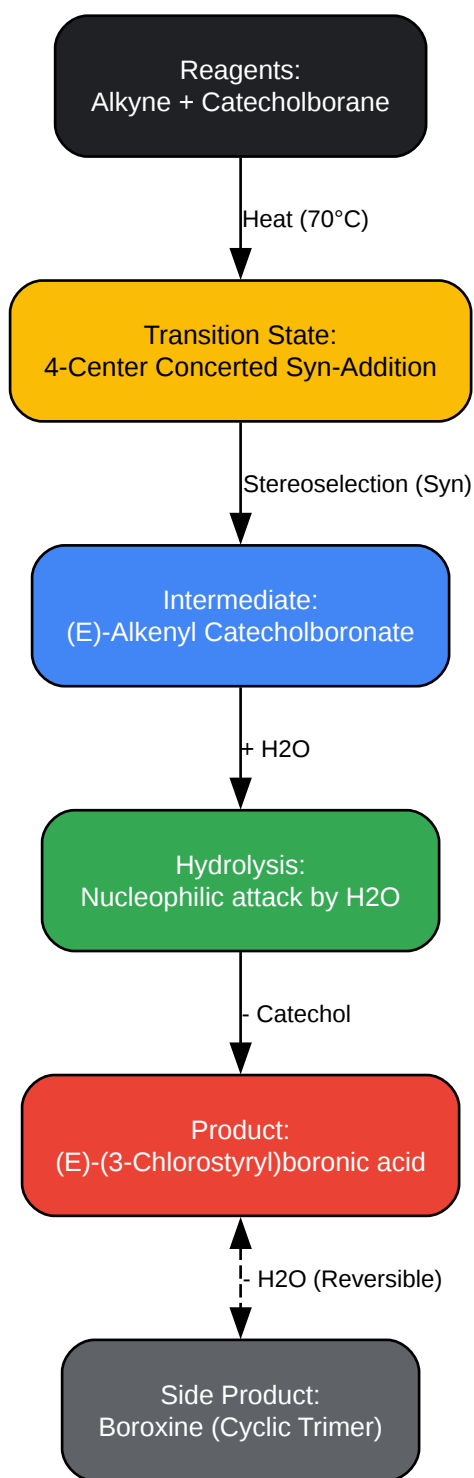 Reagents:
Alkyne + Catecholborane
Heat (70°C)
Transition State:
4-Center Concerted Syn-Addition
Stereoselection (Syn)
Intermediate:
(E)-Alkenyl Catecholboronate
+ H2O
Hydrolysis:
Nucleophilic attack by H2O
- Catechol
Product:
(E)-(3-Chlorostyryl)boronic acid
- H2O (Reversible)
Side Product:
Boroxine (Cyclic Trimer)